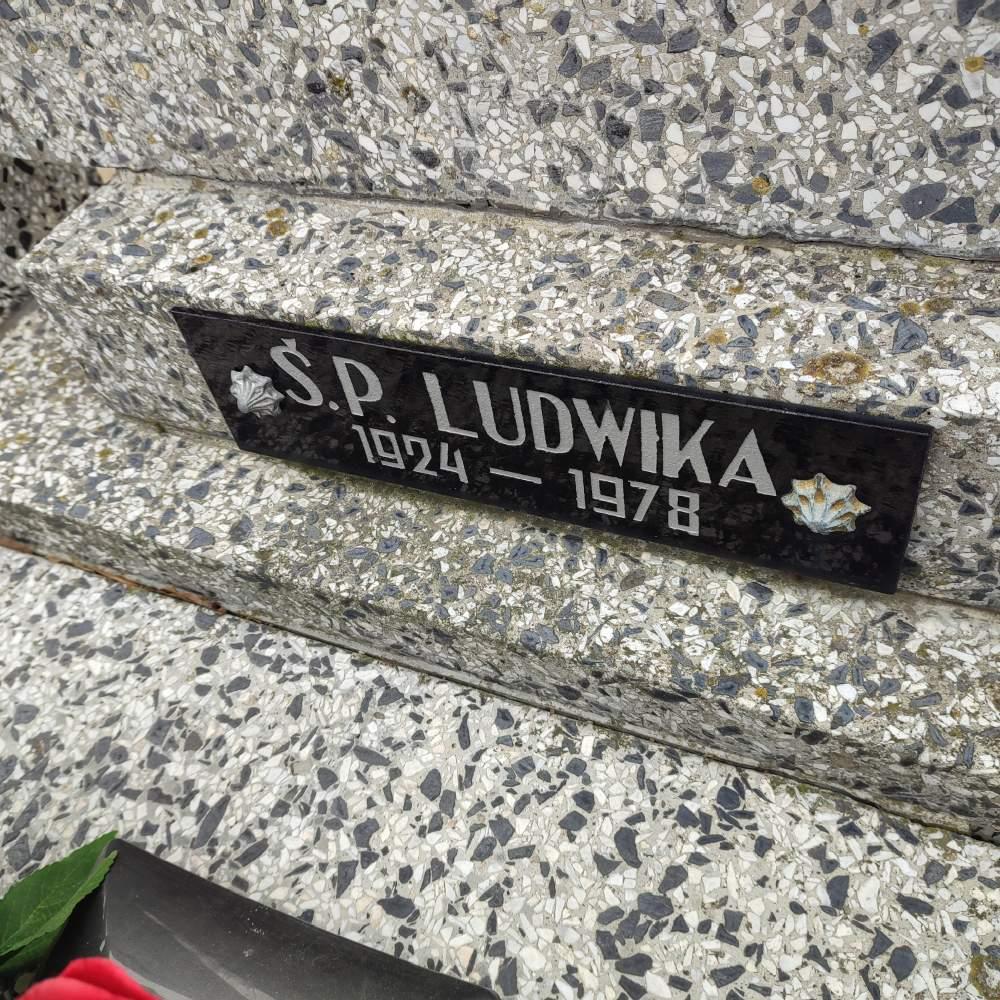 Ś.P. LUDWIKA
1924 — 1978